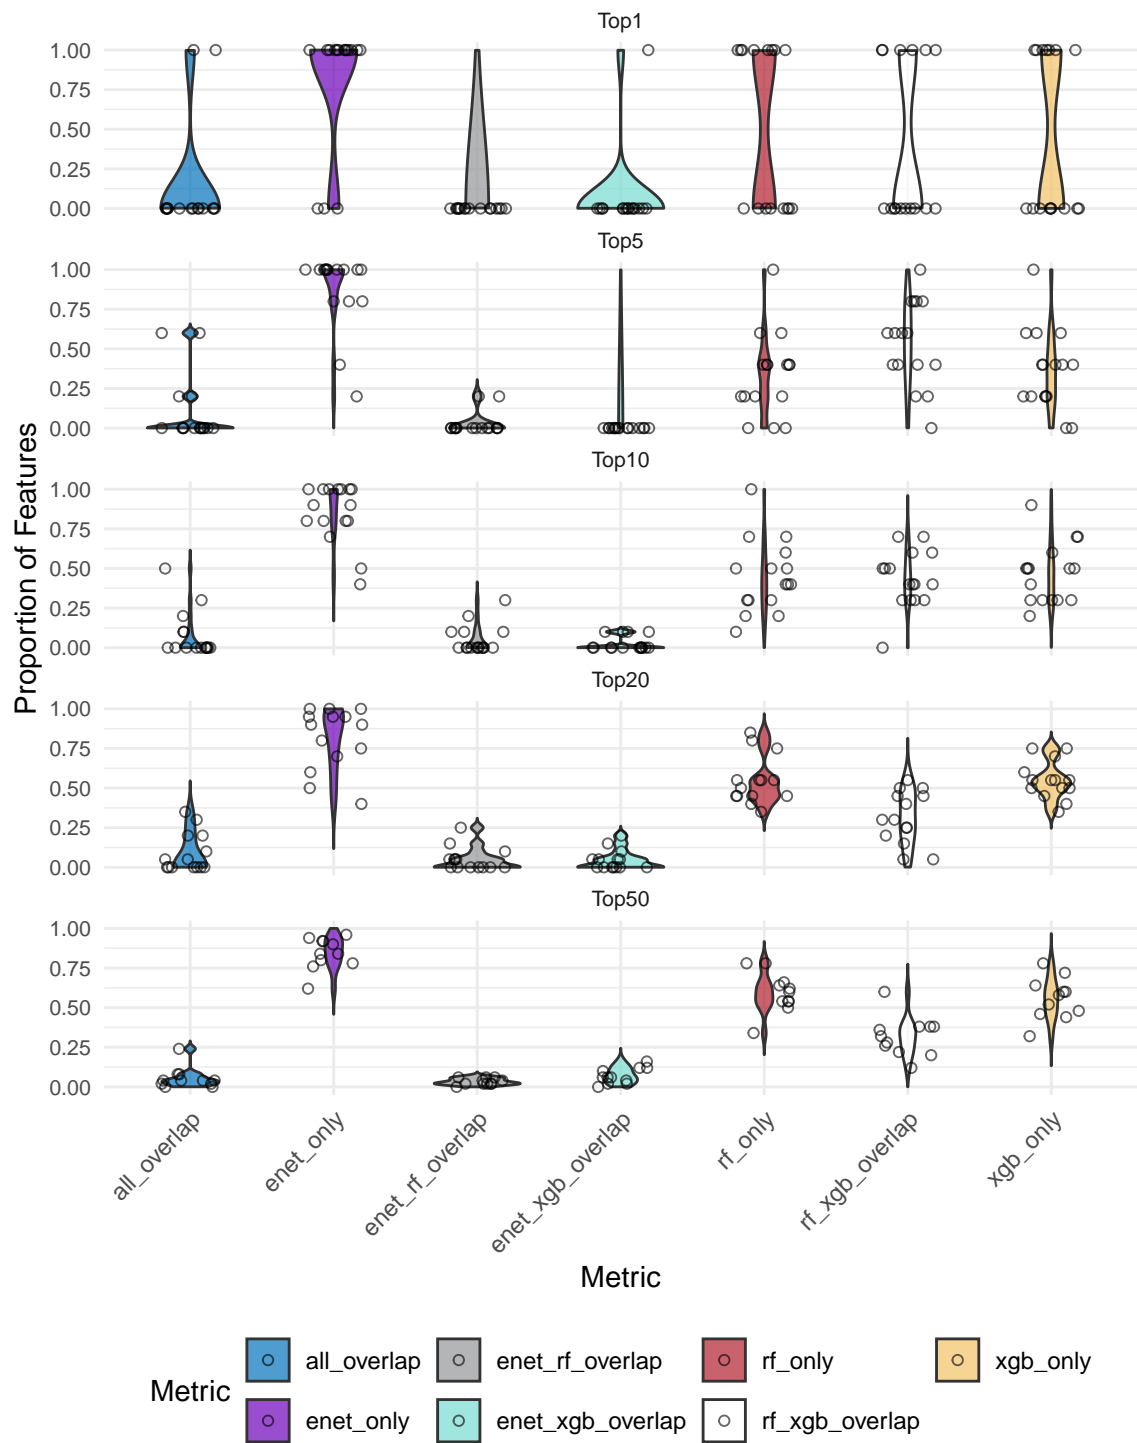 Top1
1.00
0.75
0.50
0.25
0.00
Top5
1.00
0.75
0.50
0.25
0.00
Top10
1.00
0.75
0.50
0.25
0.00
Top20
1.00
0.75
0.50
0.25
0.00
Top50
1.00
0.75
0.50
0.25
0.00
Proportion of Features
all_overlap
enet_only
enet_rf_overlap
enet_xgb_overlap
rf_only
rf_xgb_overlap
xgb_only
Metric
Metric
all_overlap
enet_rf_overlap
rf_only
xgb_only
enet_only
enet_xgb_overlap
rf_xgb_overlap